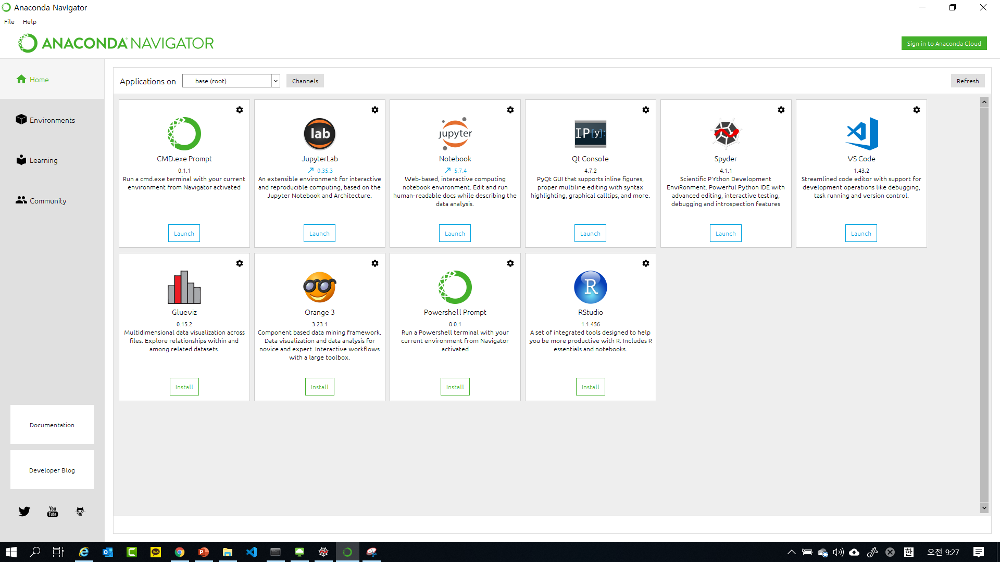 Anaconda Navigator
File Help
ANACONDA NAVIGATOR
Sign in to Anaconda Cloud
Home
Environments
Learning
Community
Documentation
Developer Blog
You
Tube
Applications on base (root) Channels Refresh
CMD.exe Prompt
0.1.1
Run a cmd.exe terminal with your current
environment from Navigator activated
Launch
lab
JupyterLab
0.35.3
An extensible environment for interactive
and reproducible computing, based on the
Jupyter Notebook and Architecture.
Launch
jupyter
Notebook
5.7.4
Web-based, interactive computing
notebook environment. Edit and run
human-readable docs while describing the
data analysis.
Launch
IP[y]:
Qt Console
4.7.2
PyQt GUI that supports inline figures,
proper multiline editing with syntax
highlighting, graphical calltips, and more.
Launch
Spyder
4.1.1
Scientific PYthon Development
EnviRonment. Powerful Python IDE with
advanced editing, interactive testing,
debugging and introspection features
Launch
VS Code
1.43.2
Streamlined code editor with support for
development operations like debugging,
task running and version control.
Launch
Glueviz
0.15.2
Multidimensional data visualization across
files. Explore relationships within and
among related datasets.
Install
Orange 3
3.23.1
Component based data mining framework.
Data visualization and data analysis for
novice and expert. Interactive workflows
with a large toolbox.
Install
Powershell Prompt
0.0.1
Run a Powershell terminal with your
current environment from Navigator
activated
Install
R
RStudio
1.1.456
A set of integrated tools designed to help
you be more productive with R. Includes R
essentials and notebooks.
Install
TALK
한 오전 9:27